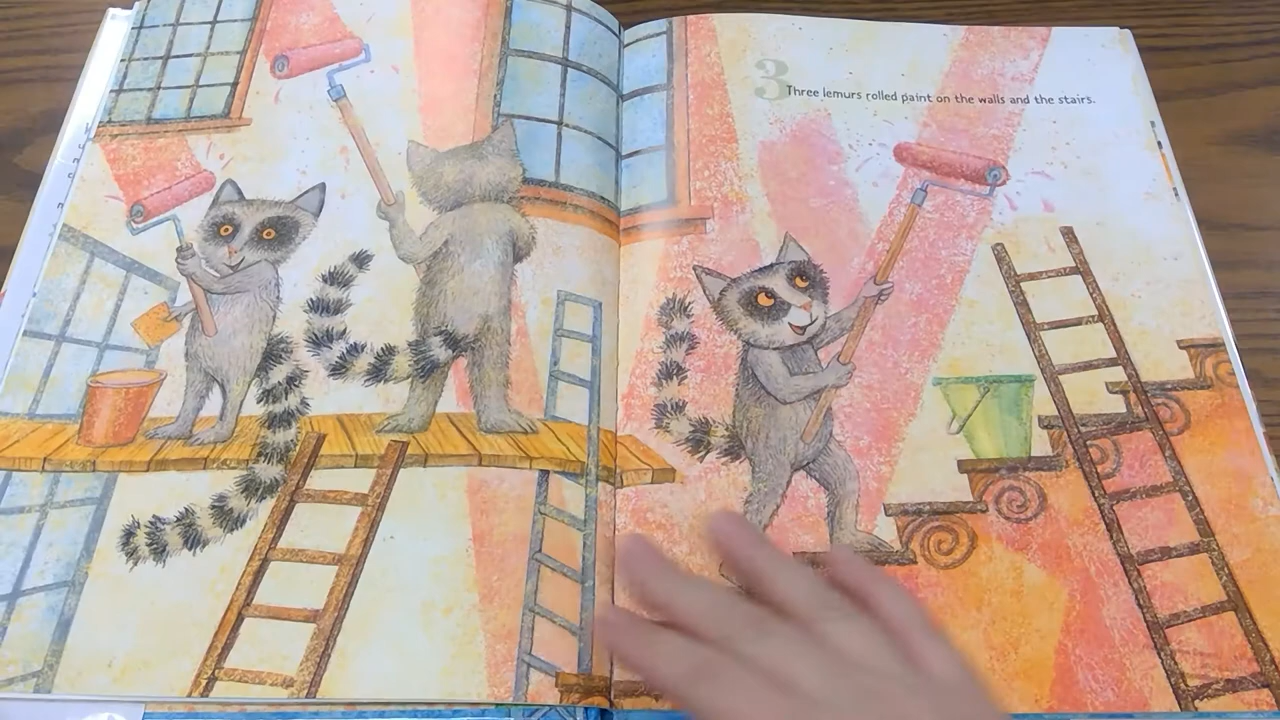 3 Three lemurs rolled paint on the walls and the stairs.